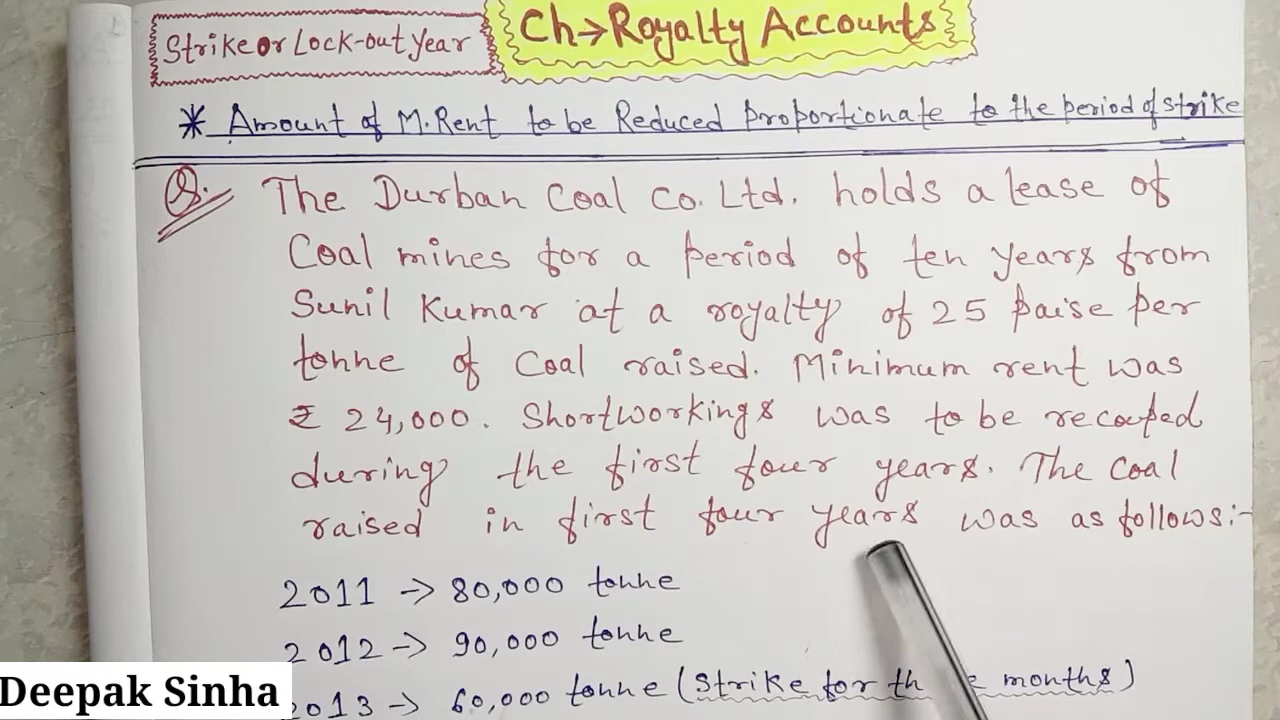 Strike or Lock-out Year
Ch→Royalty Accounts
* Amount of M.Rent to be Reduced Proportionate to the period of strike
Q. The Durban Coal Co. Ltd. holds a lease of
Coal mines for a period of ten years from
Sunil Kumar at a royalty of 25 paise per
tonne of Coal raised. Minimum rent was
₹ 24,000. Shortworkings was to be recouped
during the first four years. The Coal
raised in first four years was as follows:-
2011 → 80,000 tonne
2012 → 90,000 tonne
2013 → 60,000 tonne (Strike for months)
Deepak Sinha